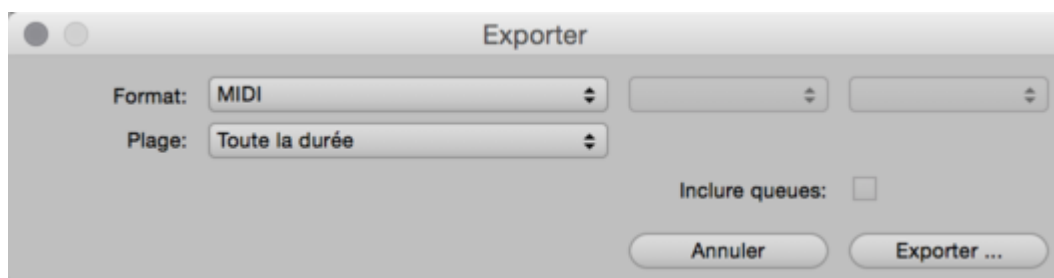 Exporter
Format: MIDI
Plage: Toute la durée
Inclure queues:
Annuler Exporter ...